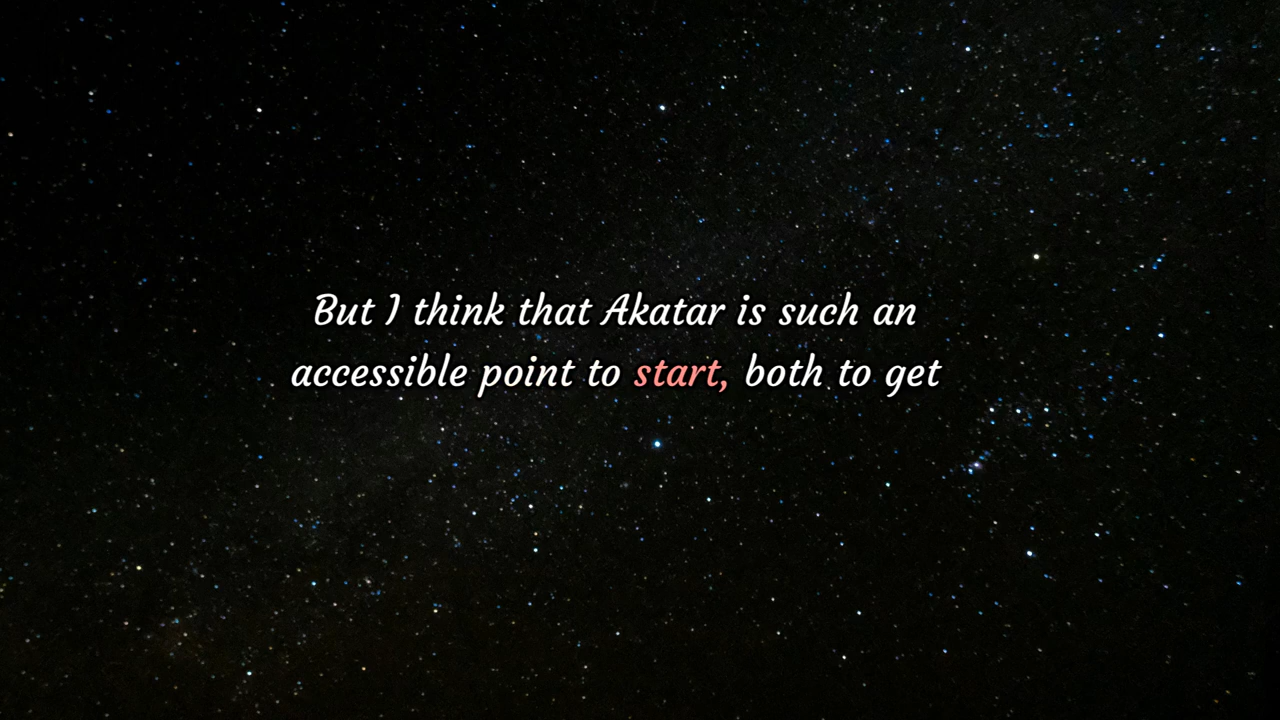 But I think that Akatar is such an
accessible point to start, both to get